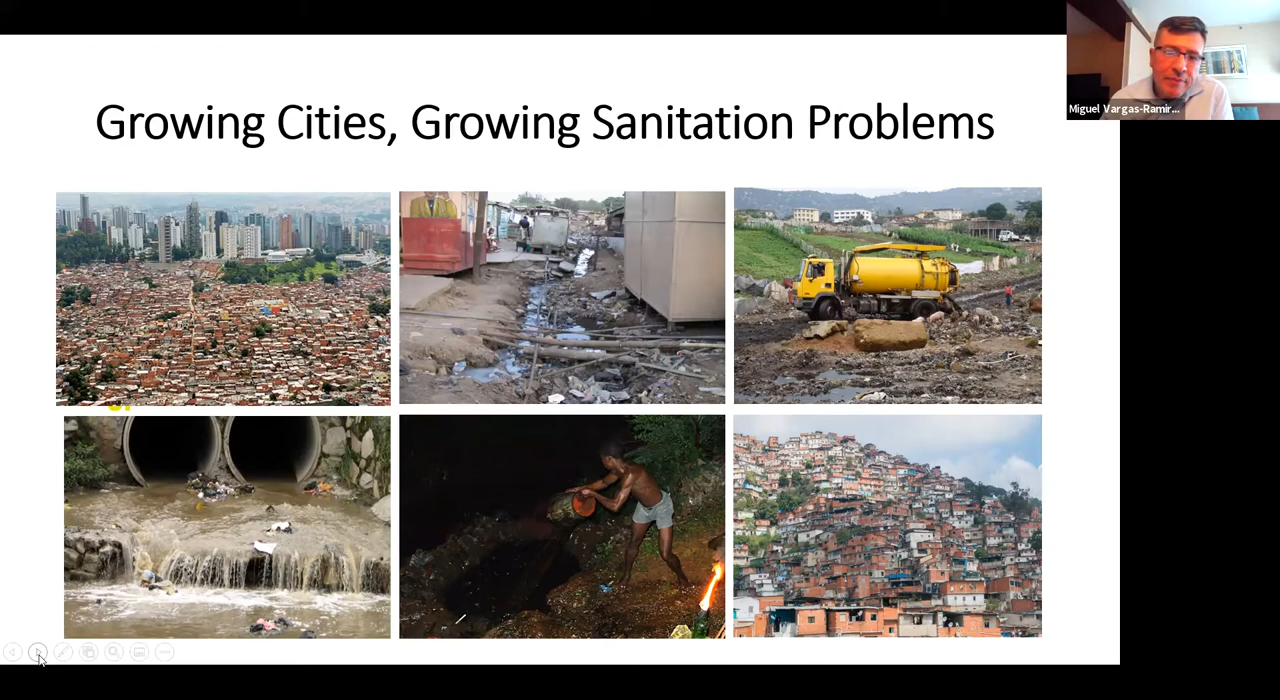 Growing Cities, Growing Sanitation Problems
Miguel Vargas-Ramir...